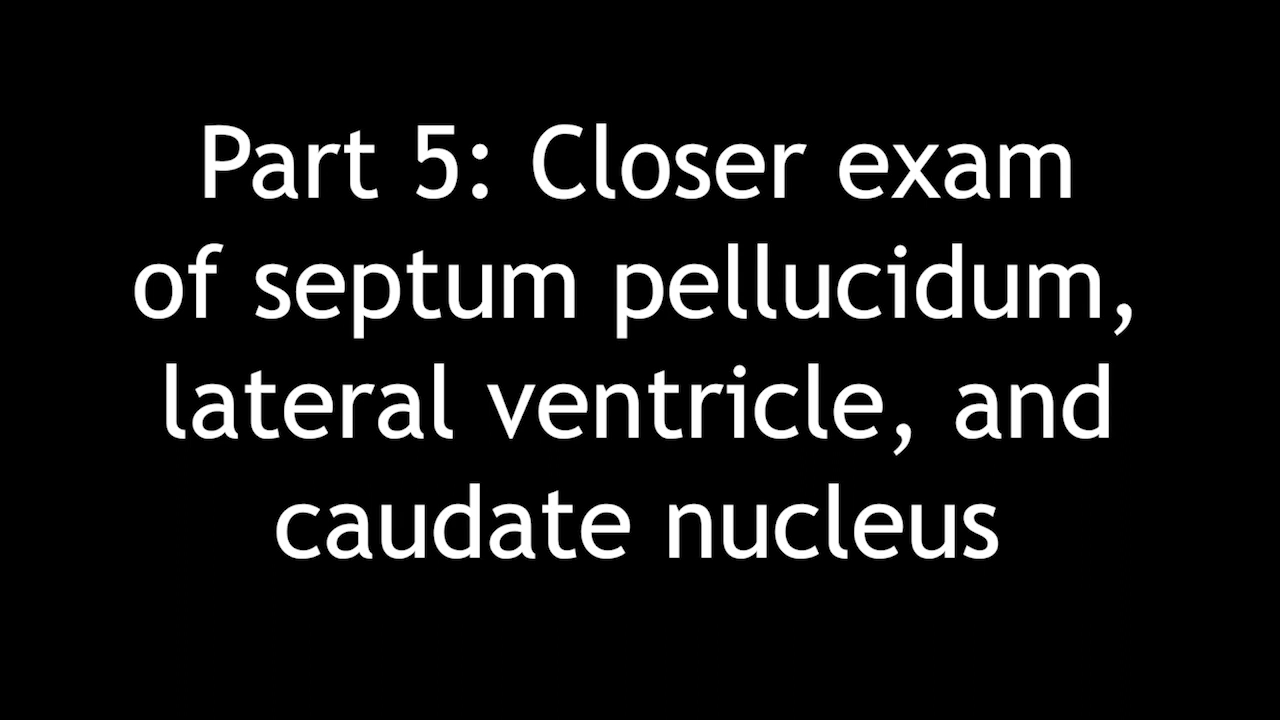 Part 5: Closer exam
of septum pellucidum,
lateral ventricle, and
caudate nucleus